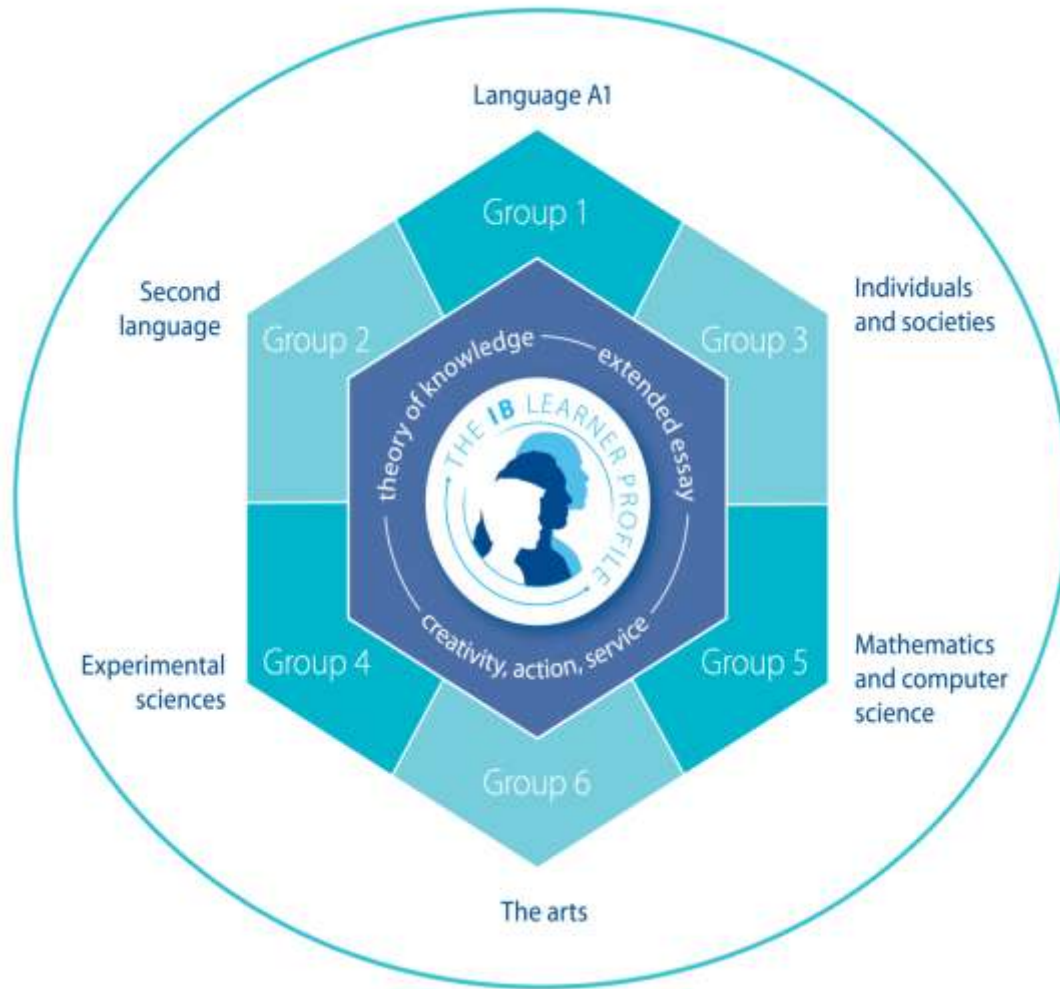 Language A1
Group 1
Second
language
Group 2
Group 3
Individuals
and societies
theory of knowledge
extended essay
THE IB LEARNER PROFILE
creativity, action, service
Experimental
sciences
Group 4
Group 5
Mathematics
and computer
science
Group 6
The arts